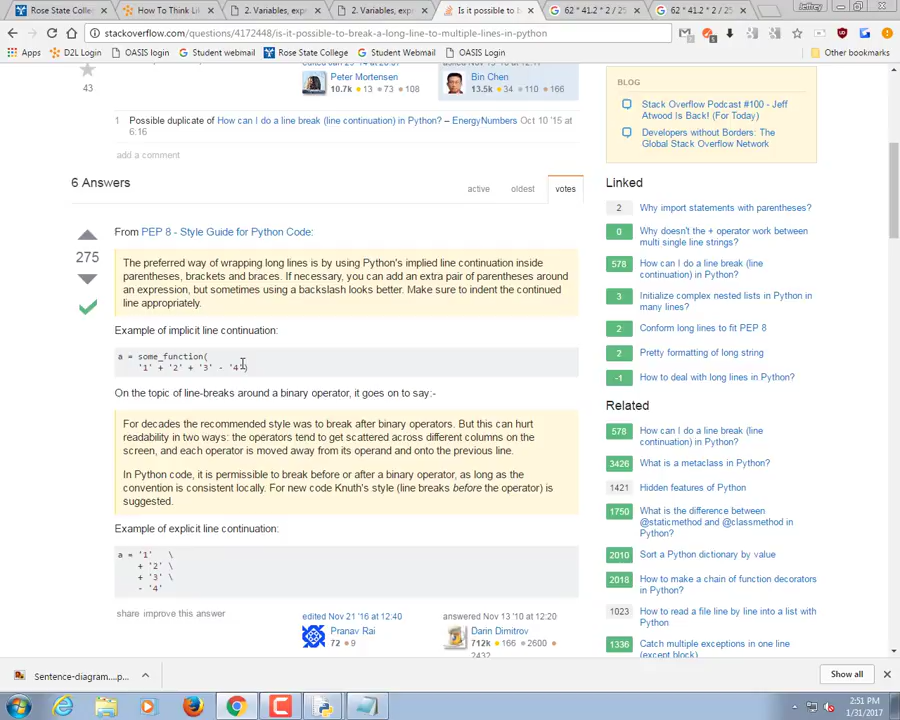 Rose State Coll
How To Think Li
2. Variables, exp
2. Variables, expr
Is it possible to b
62 * 41.2 * 2 / 25
62 * 41.2 * 2 / 25
Jeffrey
stackoverflow.com/questions/4172448/is-it-possible-to-break-a-long-line-to-multiple-lines-in-python
Apps
D2L Login
OASIS login
Student webmail
Rose State College
Student Webmail
OASIS Login
Other bookmarks
43
edited Jan 23 '14 at 20:07
Peter Mortensen
10.7k 13 73 108
Bin Chen
13.5k 34 110 166
1 Possible duplicate of How can I do a line break (line continuation) in Python? – EnergyNumbers Oct 10 '15 at
6:16
add a comment
6 Answers
active oldest votes
275
From PEP 8 - Style Guide for Python Code:
The preferred way of wrapping long lines is by using Python's implied line continuation inside
parentheses, brackets and braces. If necessary, you can add an extra pair of parentheses around
an expression, but sometimes using a backslash looks better. Make sure to indent the continued
line appropriately.
Example of implicit line continuation:
a = some_function(
'1' + '2' + '3' - '4')
On the topic of line-breaks around a binary operator, it goes on to say:-
For decades the recommended style was to break after binary operators. But this can hurt
readability in two ways: the operators tend to get scattered across different columns on the
screen, and each operator is moved away from its operand and onto the previous line.
In Python code, it is permissible to break before or after a binary operator, as long as the
convention is consistent locally. For new code Knuth's style (line breaks before the operator) is
suggested.
Example of explicit line continuation:
a = '1' \
+ '2' \
+ '3' \
- '4'
share improve this answer
edited Nov 21 '16 at 12:40
Pranav Rai
72 9
answered Nov 13 '10 at 12:20
Darin Dimitrov
712k 166 2600
2432
BLOG
Stack Overflow Podcast #100 - Jeff
Atwood Is Back! (For Today)
Developers without Borders: The
Global Stack Overflow Network
Linked
2 Why import statements with parentheses?
0 Why doesn't the + operator work between
multi single line strings?
578 How can I do a line break (line
continuation) in Python?
3 Initialize complex nested lists in Python in
many lines?
2 Conform long lines to fit PEP 8
2 Pretty formatting of long string
-1 How to deal with long lines in Python?
Related
578 How can I do a line break (line
continuation) in Python?
3426 What is a metaclass in Python?
1421 Hidden features of Python
1750 What is the difference between
@staticmethod and @classmethod in
Python?
2010 Sort a Python dictionary by value
2018 How to make a chain of function decorators
in Python?
1023 How to read a file line by line into a list with
Python
1336 Catch multiple exceptions in one line
(except block)
Sentence-diagram....p...
Show all
2:51 PM
1/31/2017